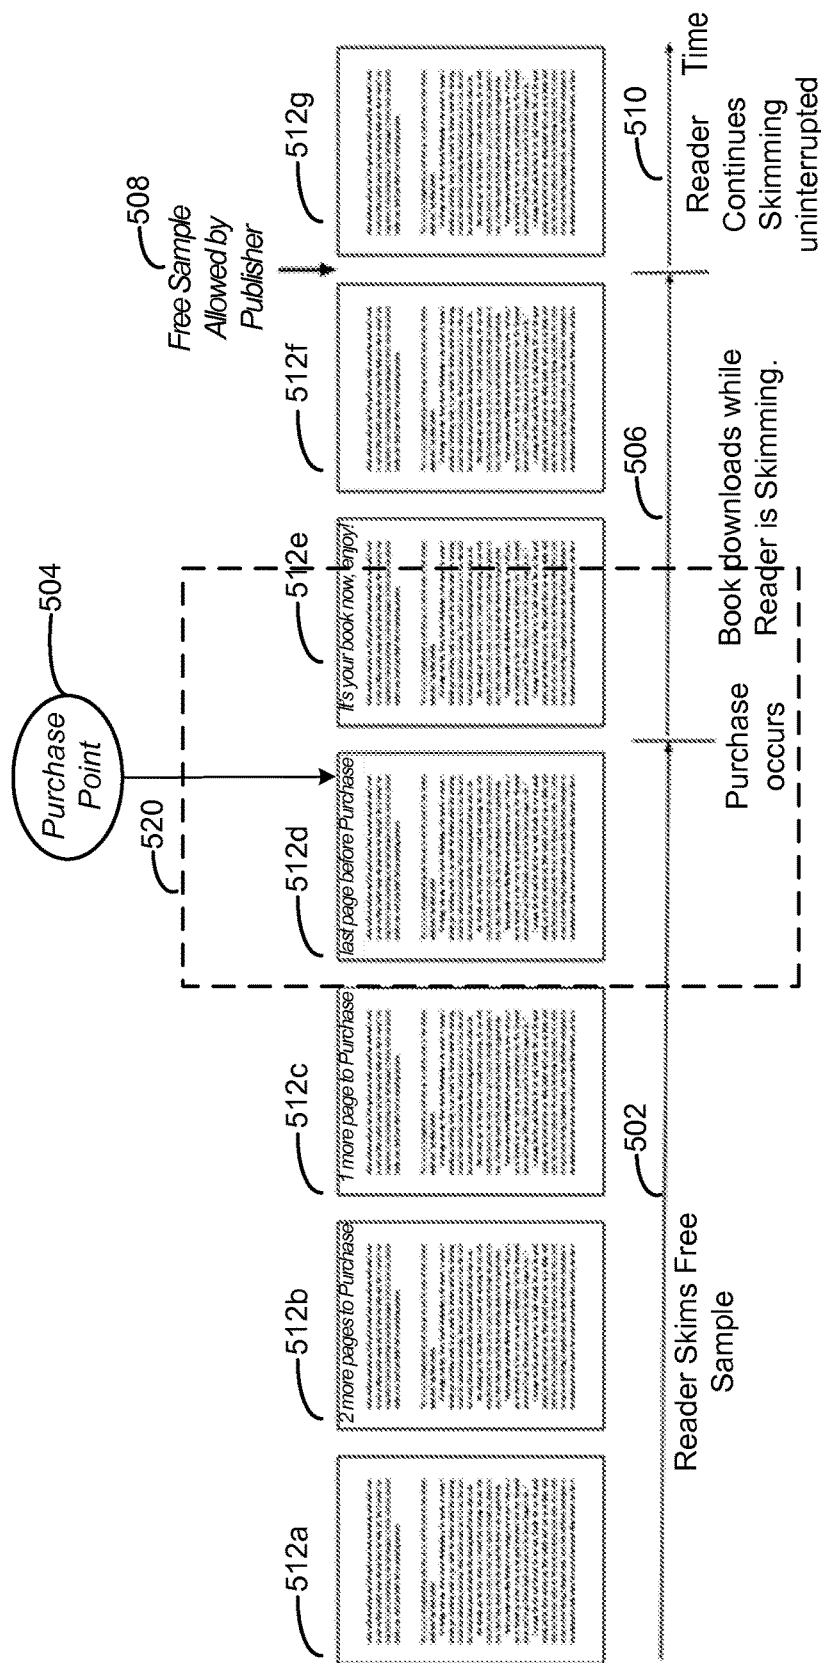 Purchase
Point
504
520
508
Free Sample
Allowed by
Publisher
512a
512b
512c
512d
512e
512f
512g
2 more pages to Purchase
1 more page to Purchase
last page before Purchase
It's your book now, enjoy!
502
506
510
Time
Reader Skims Free
Sample
Purchase
occurs
Book downloads while
Reader is Skimming.
Reader
Continues
Skimming
uninterrupted